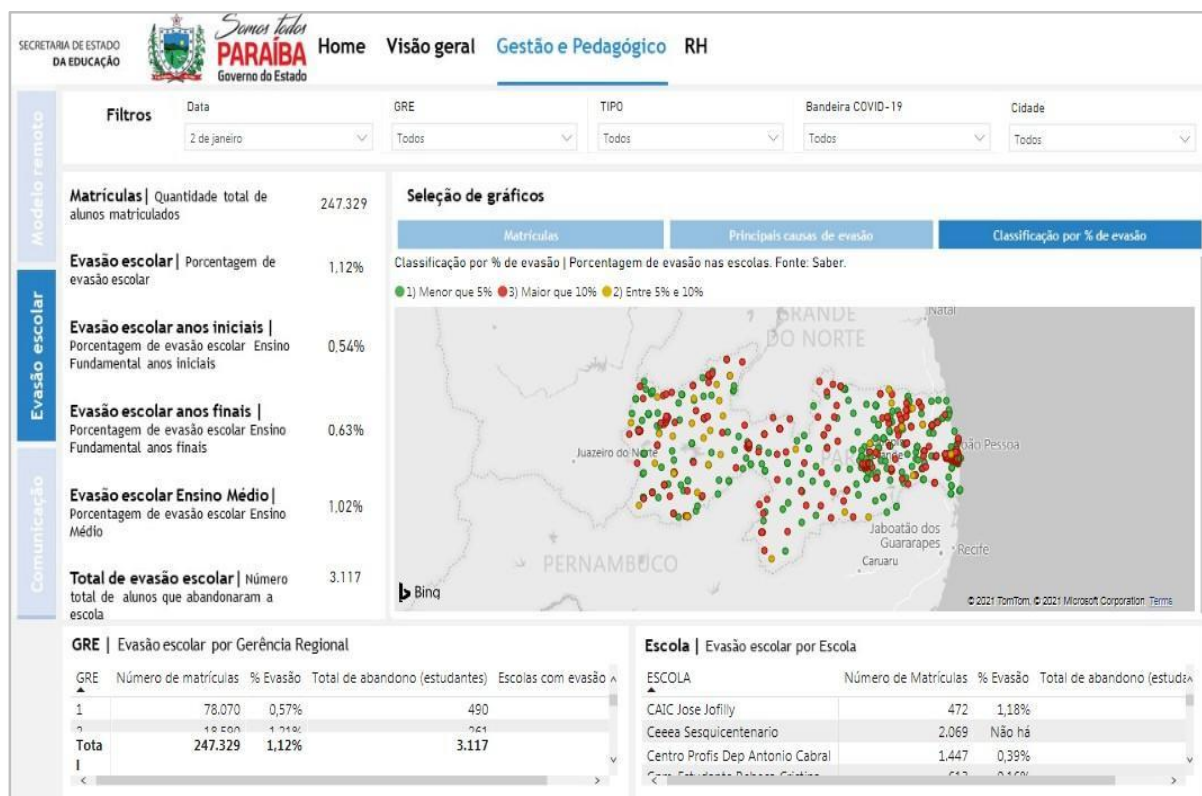 SECRETARIA DE ESTADO
DA EDUCAÇÃO
Somos todos
PARAÍBA
Governo do Estado
Home Visão geral Gestão e Pedagógico RH
Modelo remoto
Evasão escolar
Comunicação
Filtros
Data GRE TIPO Bandeira COVID-19 Cidade
2 de janeiro Todos Todos Todos Todos
Matrículas | Quantidade total de
alunos matriculados
247.329
Evasão escolar | Porcentagem de
evasão escolar
1,12%
Evasão escolar anos iniciais |
Porcentagem de evasão escolar Ensino
Fundamental anos iniciais
0,54%
Evasão escolar anos finais |
Porcentagem de evasão escolar Ensino
Fundamental anos finais
0,63%
Evasão escolar Ensino Médio |
Porcentagem de evasão escolar Ensino
Médio
1,02%
Total de evasão escolar | Número
total de alunos que abandonaram a
escola
3.117
Seleção de gráficos
Matrículas Principais causas de evasão Classificação por % de evasão
Classificação por % de evasão | Porcentagem de evasão nas escolas. Fonte: Saber.
1) Menor que 5% 3) Maior que 10% 2) Entre 5% e 10%
GRANDE
DO NORTE
Natal
Juazeiro do Norte
João Pessoa
PERNAMBUCO
Jaboatão dos
Guararapes
Recife
Caruaru
Bing
© 2021 TomTom, © 2021 Microsoft Corporation Terms
GRE | Evasão escolar por Gerência Regional
GRE Número de matrículas % Evasão Total de abandono (estudantes) Escolas com evasão
1 78.070 0,57% 490
2 18.590 1,21% 261
Tota
l
247.329 1,12% 3.117
Escola | Evasão escolar por Escola
ESCOLA Número de Matrículas % Evasão Total de abandono (estuda
CAIC Jose Jofilly 472 1,18%
Ceeea Sesquicentenario 2.069 Não há
Centro Profis Dep Antonio Cabral 1.447 0,39%